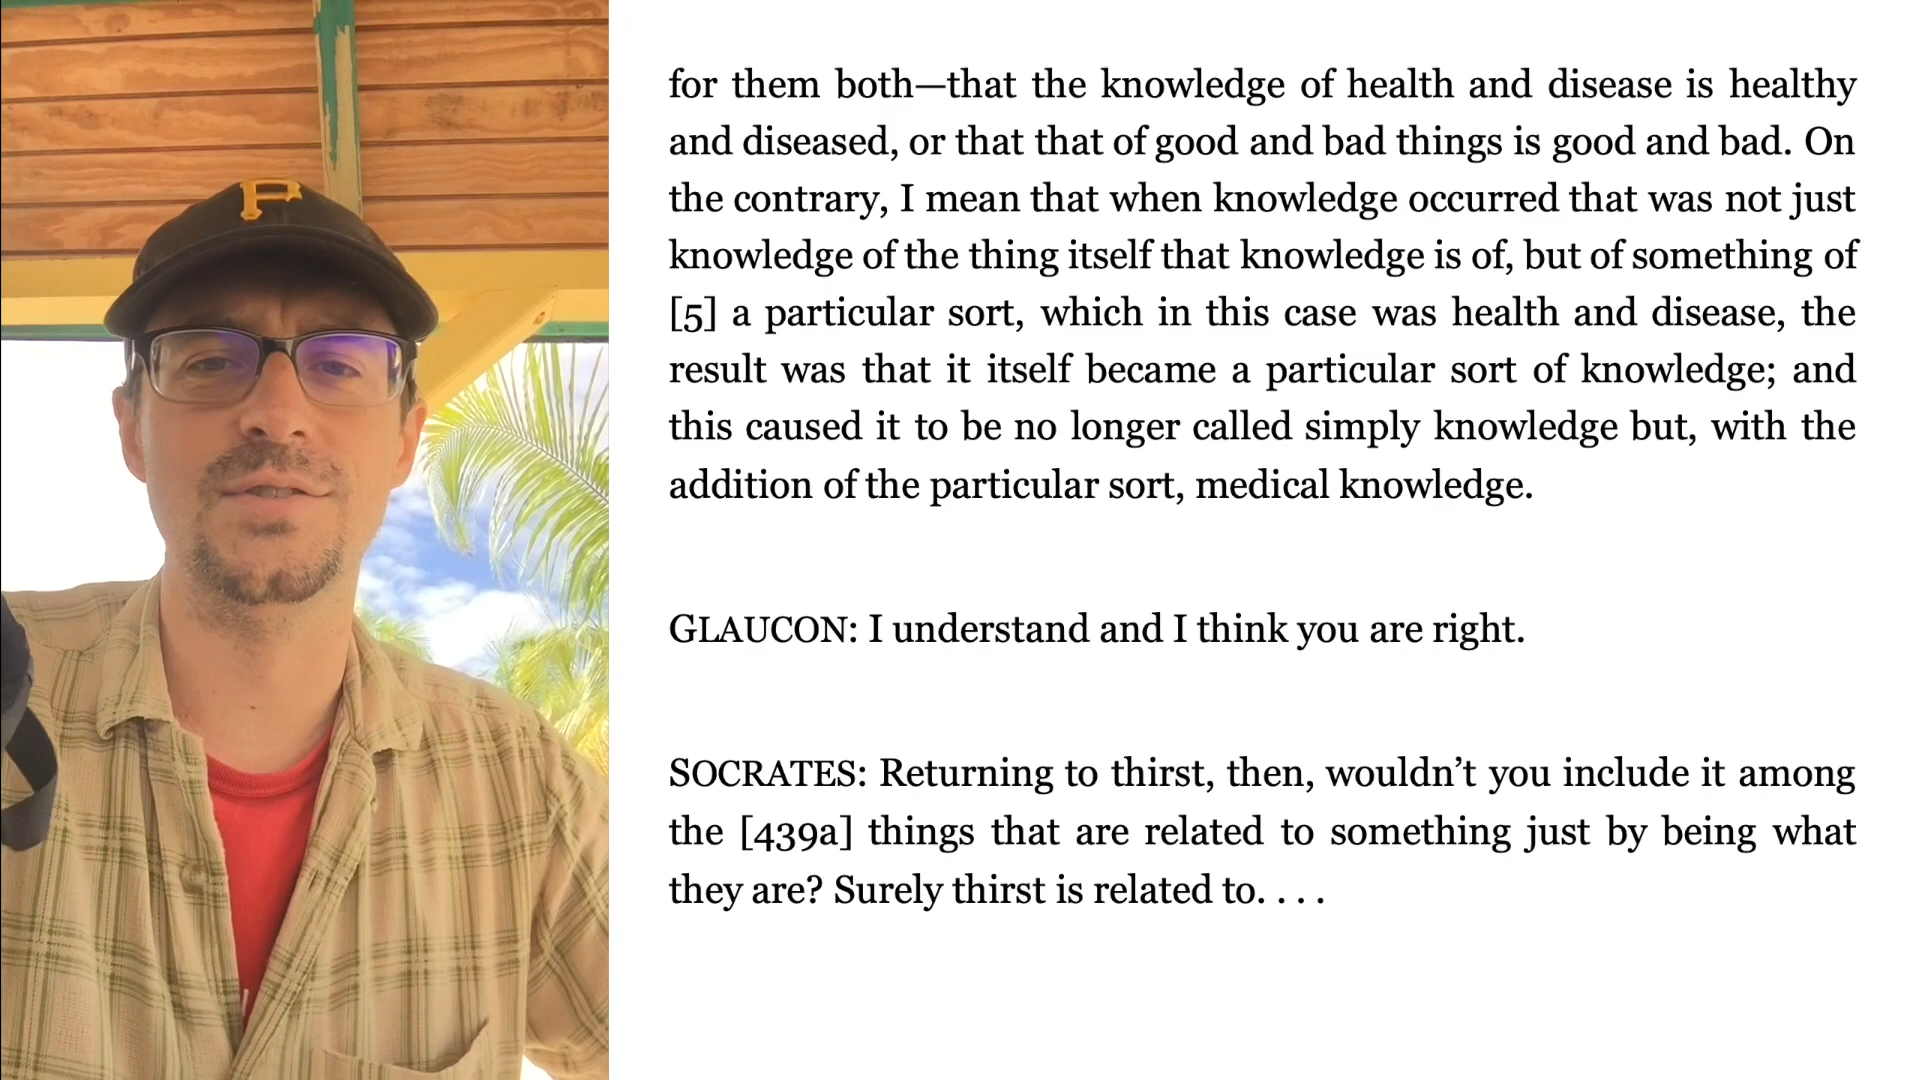 P
for them both—that the knowledge of health and disease is healthy
and diseased, or that that of good and bad things is good and bad. On
the contrary, I mean that when knowledge occurred that was not just
knowledge of the thing itself that knowledge is of, but of something of
[5] a particular sort, which in this case was health and disease, the
result was that it itself became a particular sort of knowledge; and
this caused it to be no longer called simply knowledge but, with the
addition of the particular sort, medical knowledge.
GLAUCON: I understand and I think you are right.
SOCRATES: Returning to thirst, then, wouldn’t you include it among
the [439a] things that are related to something just by being what
they are? Surely thirst is related to. . . .